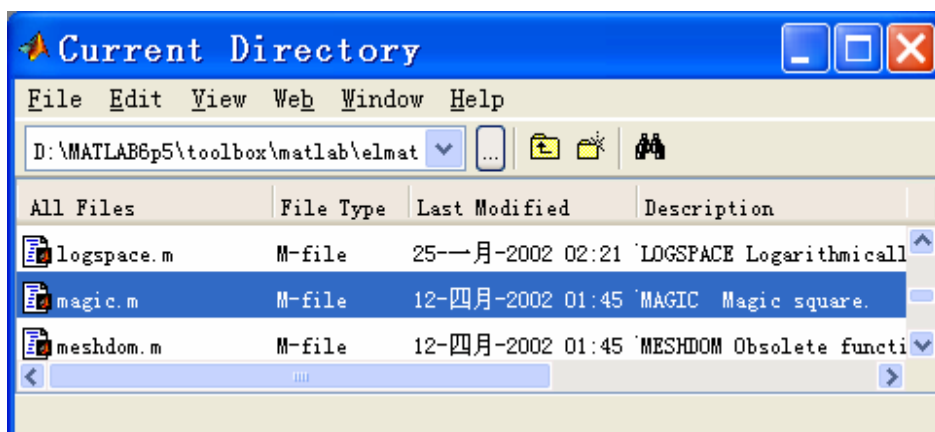 Current Directory
File Edit View Web Window Help
D:\MATLAB6p5\toolbox\matlab\elmat ...
All Files File Type Last Modified Description
logspace.m M-file 25-一月-2002 02:21 LOGSPACE Logarithmicall
magic.m M-file 12-四月-2002 01:45 MAGIC Magic square.
meshdom.m M-file 12-四月-2002 01:45 MESHDOM Obsolete functi